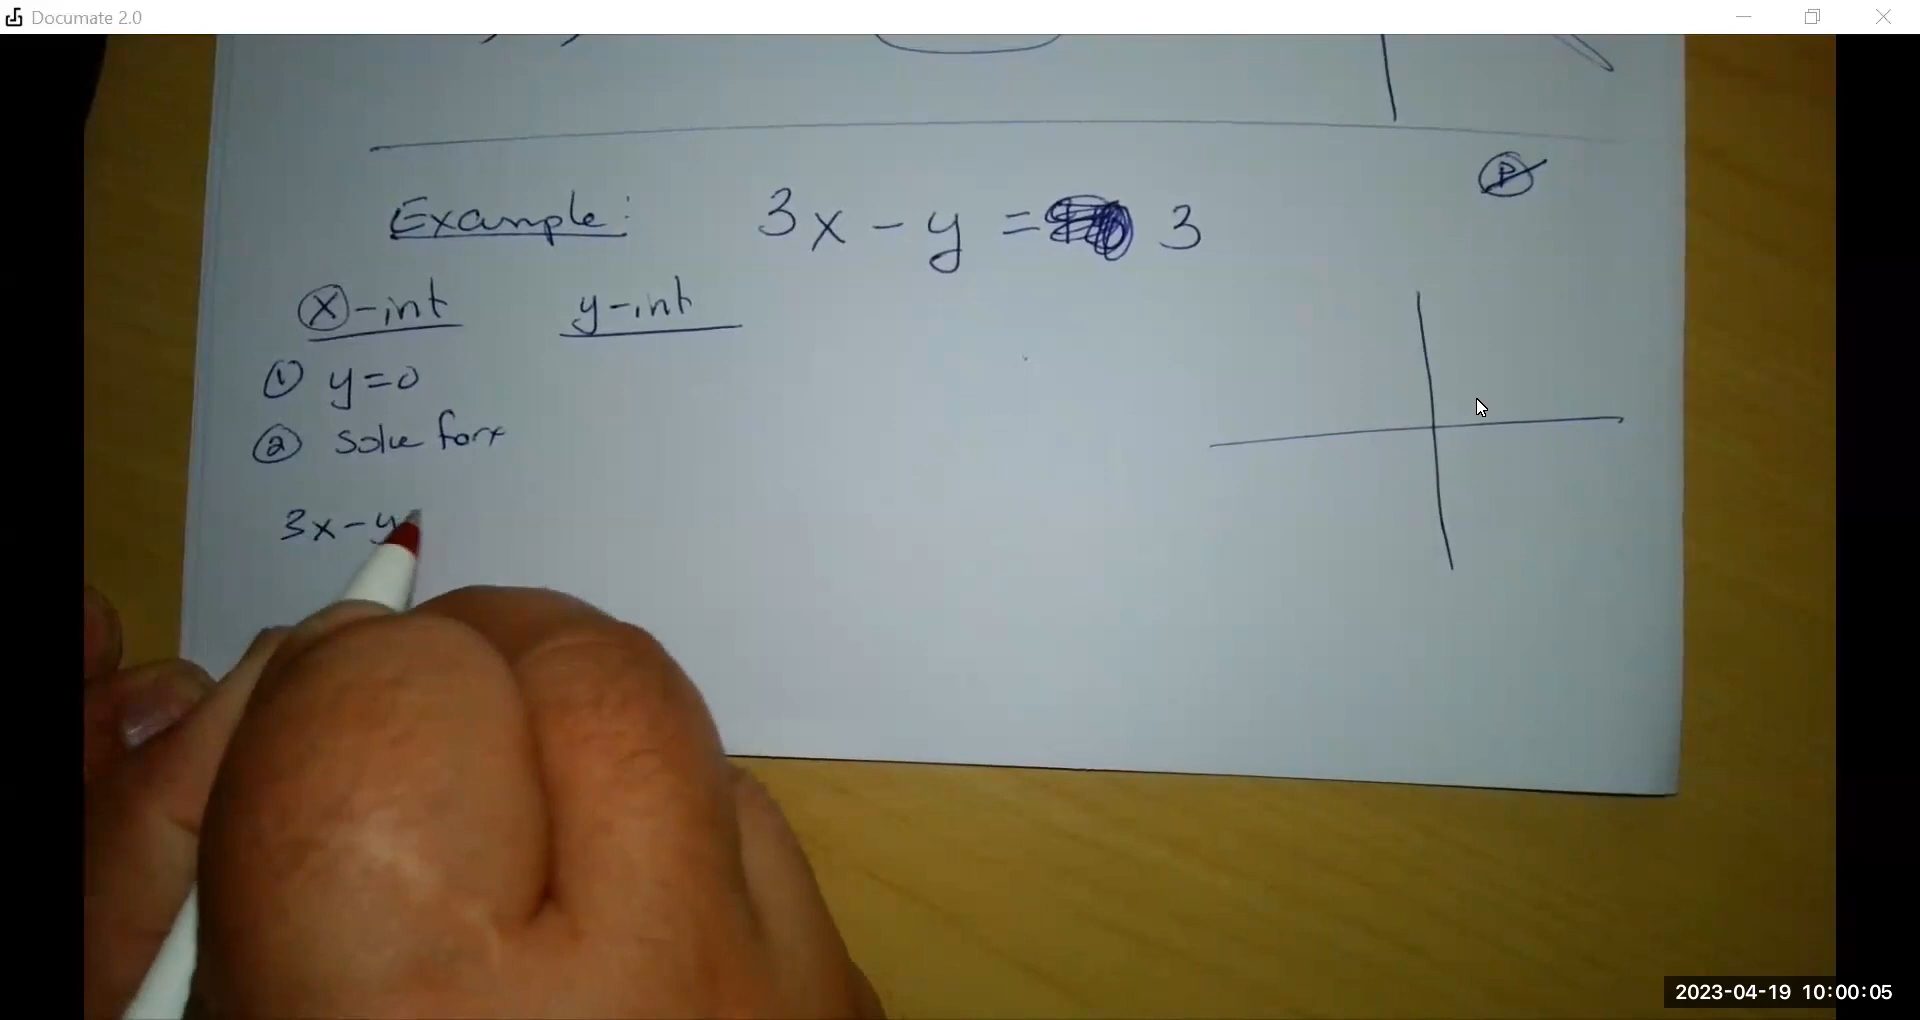 Documate 2.0
P
Example: 3x - y = 3
x-int y-int
① y=0
② Solve for x
3x - y
2023-04-19 10:00:05